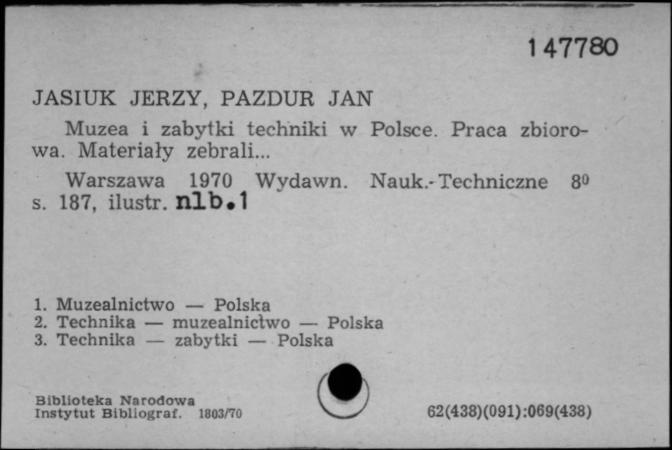 147780
JASIUK JERZY, PAZDUR JAN
Muzea i zabytki techniki w Polsce. Praca zbioro-
wa. Materiały zebrali...
Warszawa 1970 Wydawn. Nauk.-Techniczne 8⁰
s. 187, ilustr. nlb.1
1. Muzealnictwo — Polska
2. Technika — muzealnictwo — Polska
3. Technika — zabytki — Polska
Biblioteka Narodowa
Instytut Bibliograf. 1803/70
62(438)(091):069(438)